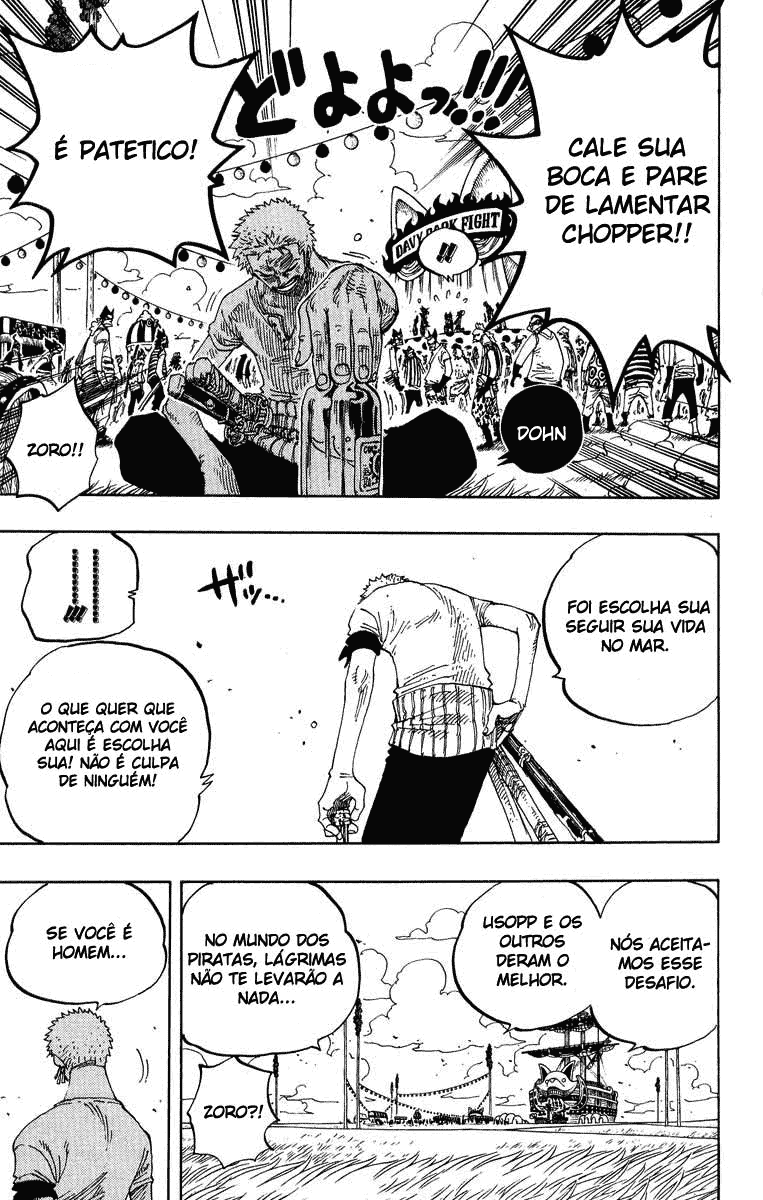 どよよっ...!!!
CALE SUA
BOCA E PARE
DE LAMENTAR
CHOPPER!!
É PATETICO!
DAVY BACK FIGHT
!!
DOHN
ZORO!!
FOI ESCOLHA SUA
SEGUIR SUA VIDA
NO MAR.
ザッ...
!!
O QUE QUER QUE
ACONTEÇA COM VOCÊ
AQUI É ESCOLHA
SUA! NÃO É CULPA
DE NINGUÉM!
NÓS ACEITA-
MOS ESSE
DESAFIO.
USOPP E OS
OUTROS
DERAM O
MELHOR.
NO MUNDO DOS
PIRATAS, LÁGRIMAS
NÃO TE LEVARÃO A
NADA...
ZORO?!
SE VOCÊ É
HOMEM...